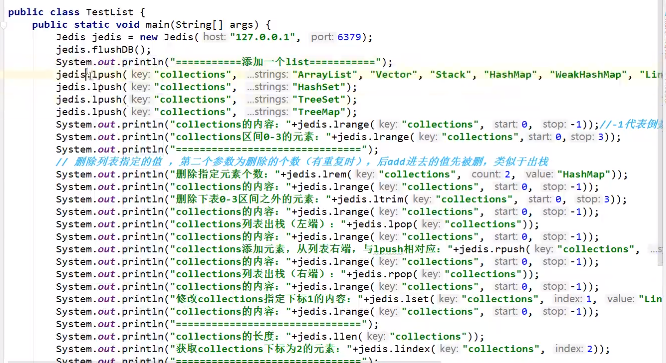 public class TestList {
public static void main(String[] args) {
Jedis jedis = new Jedis( host: "127.0.0.1", port: 6379);
jedis.flushDB();
System.out.println("===========添加一个list===========");
jedis.lpush( key: "collections", ...strings: "ArrayList", "Vector", "Stack", "HashMap", "WeakHashMap", "Lin
jedis.lpush( key: "collections", ...strings: "HashSet");
jedis.lpush( key: "collections", ...strings: "TreeSet");
jedis.lpush( key: "collections", ...strings: "TreeMap");
System.out.println("collections的内容："+jedis.lrange( key: "collections", start: 0, stop: -1));//-1代表倒
System.out.println("collections区间0-3的元素："+jedis.lrange( key: "collections", start: 0, stop: 3));
System.out.println("===============================");
// 删除列表指定的值 ，第二个参数为删除的个数（有重复时），后add进去的值先被删，类似于出栈
System.out.println("删除指定元素个数："+jedis.lrem( key: "collections", count: 2, value: "HashMap"));
System.out.println("collections的内容："+jedis.lrange( key: "collections", start: 0, stop: -1));
System.out.println("删除下表0-3区间之外的元素："+jedis.ltrim( key: "collections", start: 0, stop: 3));
System.out.println("collections的内容："+jedis.lrange( key: "collections", start: 0, stop: -1));
System.out.println("collections列表出栈（左端）："+jedis.lpop( key: "collections"));
System.out.println("collections的内容："+jedis.lrange( key: "collections", start: 0, stop: -1));
System.out.println("collections添加元素，从列表右端，与lpush相对应："+jedis.rpush( key: "collections", ...s
System.out.println("collections的内容："+jedis.lrange( key: "collections", start: 0, stop: -1));
System.out.println("collections列表出栈（右端）："+jedis.rpop( key: "collections"));
System.out.println("collections的内容："+jedis.lrange( key: "collections", start: 0, stop: -1));
System.out.println("修改collections指定下标1的内容："+jedis.lset( key: "collections", index: 1, value: "Lin
System.out.println("collections的内容："+jedis.lrange( key: "collections", start: 0, stop: -1));
System.out.println("===============================");
System.out.println("collections的长度："+jedis.llen( key: "collections"));
System.out.println("获取collections下标为2的元素："+jedis.lindex( key: "collections", index: 2));
System.out.println("===============================");